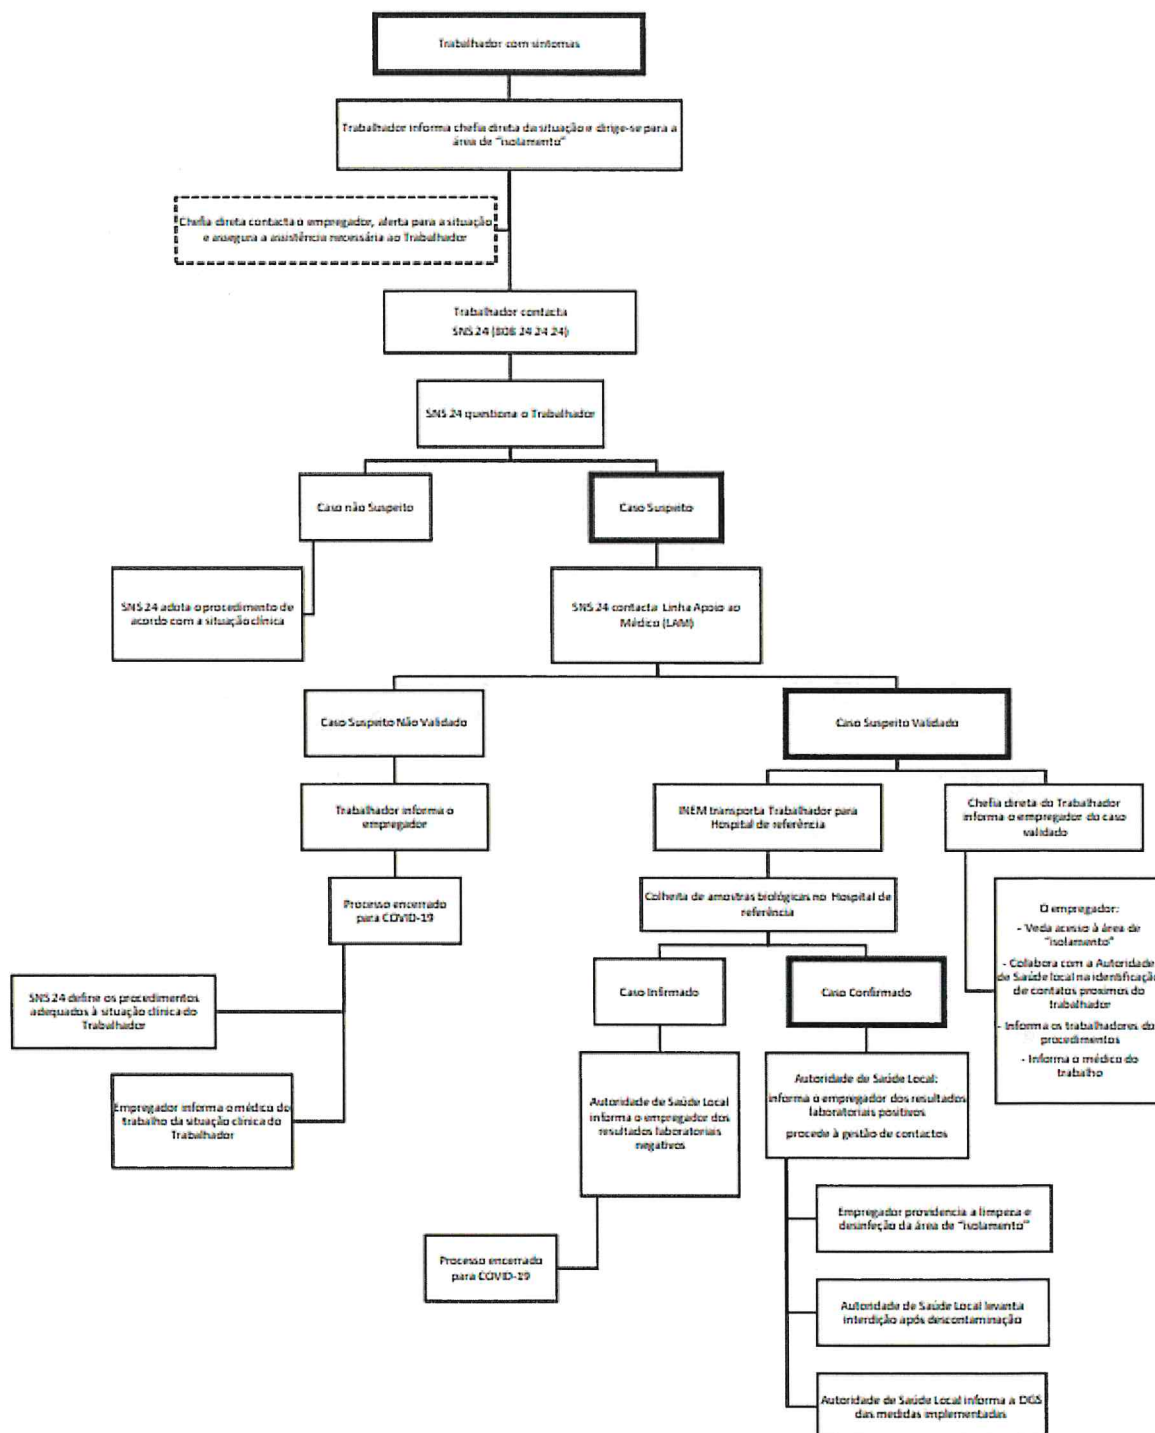 Trabalhador com sintomas
Trabalhador informa chefia direta da situação e dirige-se para a
área de “isolamento”
Chefia direta contacta o empregador, alerta para a situação
e assegura a assistência necessária ao Trabalhador
Trabalhador contacta
SNS 24 (808 24 24 24)
SNS 24 questiona o Trabalhador
Caso não Suspeito
Caso Suspeito
SNS 24 adota o procedimento de
acordo com a situação clínica
SNS 24 contacta Linha Apoio ao
Médico (LAM)
Caso Suspeito Não Validado
Caso Suspeito Validado
Trabalhador informa o
empregador
INEM transporta Trabalhador para
Hospital de referência
Chefia direta do Trabalhador
informa o empregador do caso
validado
Processo encerrado
para COVID-19
Colheita de amostras biológicas no Hospital de
referência
O empregador:
- Veda acesso à área de
“isolamento”
- Colabora com a Autoridade
de Saúde local na identificação
de contatos proximos do
trabalhador
- Informa os trabalhadores dos
procedimentos
- Informa o médico do
trabalho
SNS 24 define os procedimentos
adequados à situação clínica do
Trabalhador
Caso Infirmado
Caso Confirmado
Empregador informa o médico do
trabalho da situação clínica do
Trabalhador
Autoridade de Saúde Local
informa o empregador dos
resultados laboratoriais
negativos
Autoridade de Saúde Local:
informa o empregador dos resultados
laboratoriais positivos
procede à gestão de contactos
Processo encerrado
para COVID-19
Empregador providencia a limpeza e
desinfeção da área de “isolamento”
Autoridade de Saúde Local levanta
interdição após descontaminação
Autoridade de Saúde Local informa a DGS
das medidas implementadas